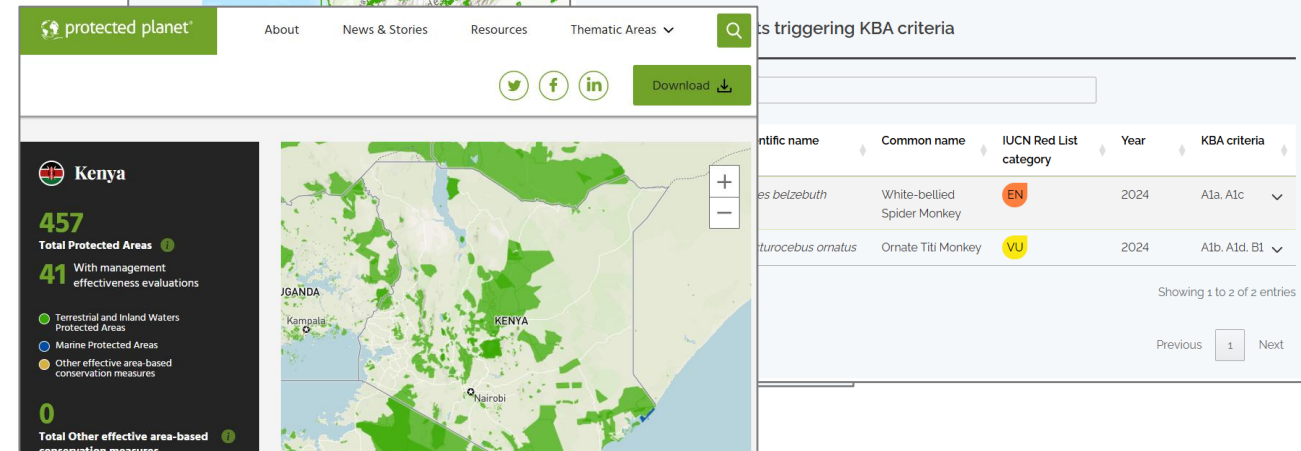 protected planet
About
News & Stories
Resources
Thematic Areas
Download
Kenya
457
Total Protected Areas
41 With management
effectiveness evaluations
Terrestrial and Inland Waters
Protected Areas
Marine Protected Areas
Other effective area-based
conservation measures
0
Total Other effective area-based
conservation measures
UGANDA
Kampala
KENYA
Nairobi
+
−
ts triggering KBA criteria
entific name
Common name
IUCN Red List
category
Year
KBA criteria
es belzebuth
White-bellied
Spider Monkey
EN
2024
A1a, A1c
cturocebus ornatus
Ornate Titi Monkey
VU
2024
A1b, A1d, B1
Showing 1 to 2 of 2 entries
Previous
1
Next